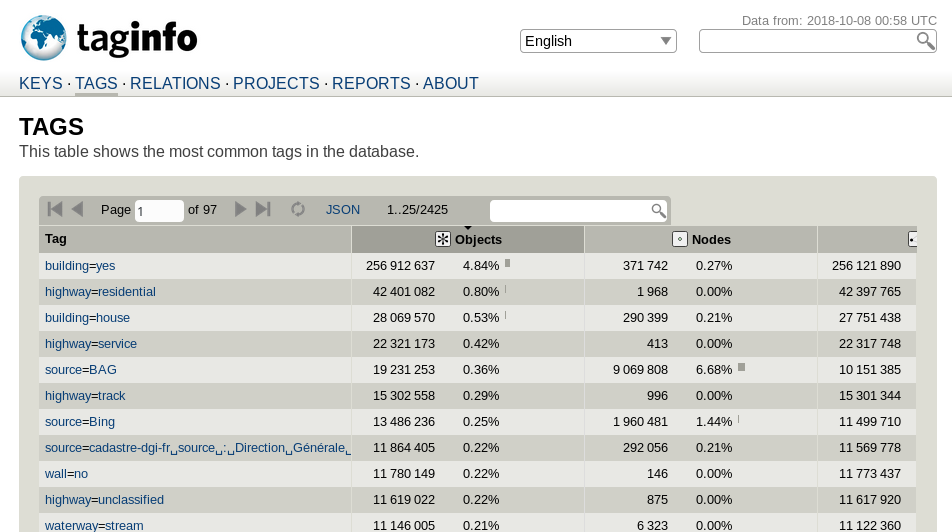 Data from: 2018-10-08 00:58 UTC
taginfo
English
KEYS · TAGS · RELATIONS · PROJECTS · REPORTS · ABOUT
TAGS
This table shows the most common tags in the database.
Page 1 of 97 JSON 1..25/2425
Tag Objects Nodes
building=yes 256 912 637 4.84% 371 742 0.27% 256 121 890
highway=residential 42 401 082 0.80% 1 968 0.00% 42 397 765
building=house 28 069 570 0.53% 290 399 0.21% 27 751 438
highway=service 22 321 173 0.42% 413 0.00% 22 317 748
source=BAG 19 231 253 0.36% 9 069 808 6.68% 10 151 385
highway=track 15 302 558 0.29% 996 0.00% 15 301 344
source=Bing 13 486 236 0.25% 1 960 481 1.44% 11 499 710
source=cadastre-dgi-fr␣source␣:␣Direction␣Générale␣ 11 864 405 0.22% 292 056 0.21% 11 569 778
wall=no 11 780 149 0.22% 146 0.00% 11 773 437
highway=unclassified 11 619 022 0.22% 875 0.00% 11 617 920
waterway=stream 11 146 005 0.21% 6 323 0.00% 11 122 360